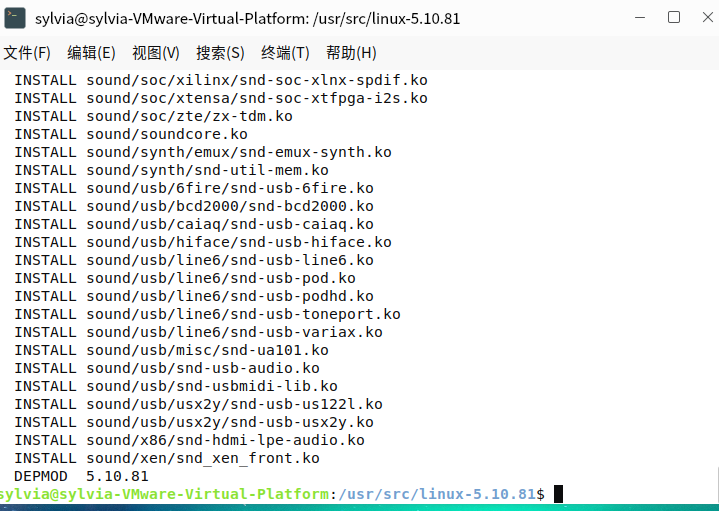 sylvia@sylvia-VMware-Virtual-Platform: /usr/src/linux-5.10.81
文件(F) 编辑(E) 视图(V) 搜索(S) 终端(T) 帮助(H)
INSTALL sound/soc/xilinx/snd-soc-xlnx-spdif.ko
INSTALL sound/soc/xtensa/snd-soc-xtfpga-i2s.ko
INSTALL sound/soc/zte/zx-tdm.ko
INSTALL sound/soundcore.ko
INSTALL sound/synth/emux/snd-emux-synth.ko
INSTALL sound/synth/snd-util-mem.ko
INSTALL sound/usb/6fire/snd-usb-6fire.ko
INSTALL sound/usb/bcd2000/snd-bcd2000.ko
INSTALL sound/usb/caiaq/snd-usb-caiaq.ko
INSTALL sound/usb/hiface/snd-usb-hiface.ko
INSTALL sound/usb/line6/snd-usb-line6.ko
INSTALL sound/usb/line6/snd-usb-pod.ko
INSTALL sound/usb/line6/snd-usb-podhd.ko
INSTALL sound/usb/line6/snd-usb-toneport.ko
INSTALL sound/usb/line6/snd-usb-variax.ko
INSTALL sound/usb/misc/snd-ua101.ko
INSTALL sound/usb/snd-usb-audio.ko
INSTALL sound/usb/snd-usbmidi-lib.ko
INSTALL sound/usb/usx2y/snd-usb-us122l.ko
INSTALL sound/usb/usx2y/snd-usb-usx2y.ko
INSTALL sound/x86/snd-hdmi-lpe-audio.ko
INSTALL sound/xen/snd_xen_front.ko
DEPMOD 5.10.81
sylvia@sylvia-VMware-Virtual-Platform:/usr/src/linux-5.10.81$